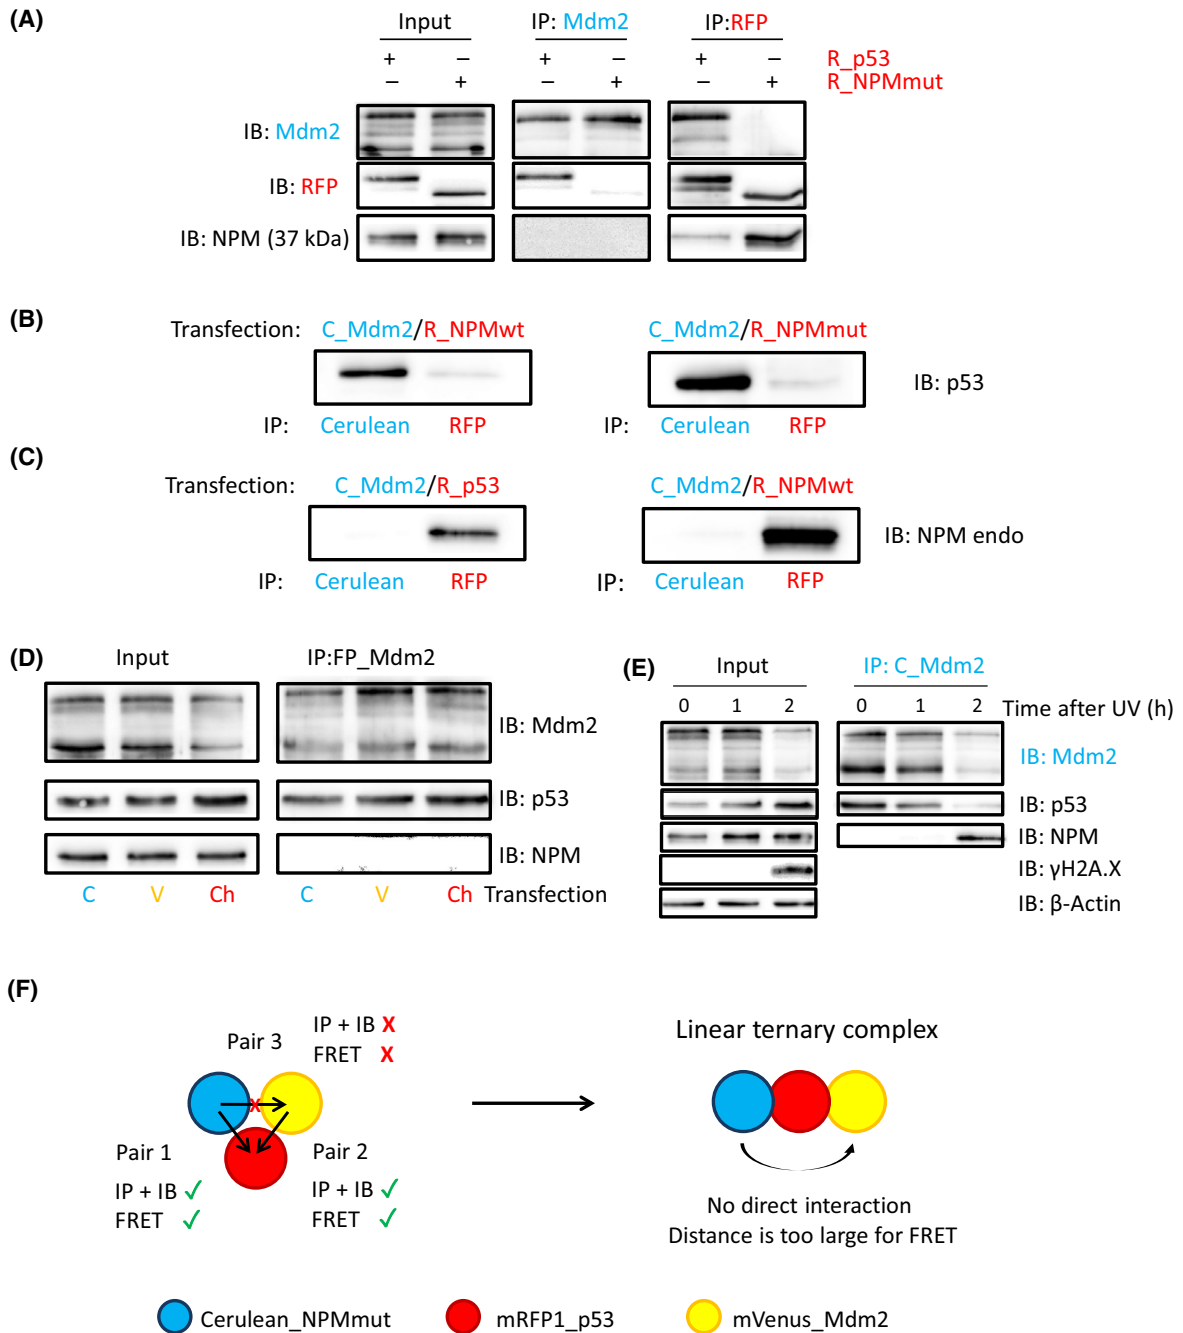 (A)
Input IP: Mdm2 IP:RFP
+ – + – + – R_p53
– + – + – + R_NPMmut
IB: Mdm2
IB: RFP
IB: NPM (37 kDa)
(B)
Transfection: C_Mdm2/R_NPMwt C_Mdm2/R_NPMmut
IB: p53
IP: Cerulean RFP IP: Cerulean RFP
(C)
Transfection: C_Mdm2/R_p53 C_Mdm2/R_NPMwt
IB: NPM endo
IP: Cerulean RFP IP: Cerulean RFP
(D)
Input IP:FP_Mdm2
IB: Mdm2
IB: p53
IB: NPM
C V Ch C V Ch Transfection
(E)
Input IP: C_Mdm2
0 1 2 0 1 2 Time after UV (h)
IB: Mdm2
IB: p53
IB: NPM
IB: γH2A.X
IB: β-Actin
(F)
Pair 3
IP + IB X
FRET X
x
Pair 1
IP + IB ✓
FRET ✓
Pair 2
IP + IB ✓
FRET ✓
Linear ternary complex
No direct interaction
Distance is too large for FRET
Cerulean_NPMmut mRFP1_p53 mVenus_Mdm2